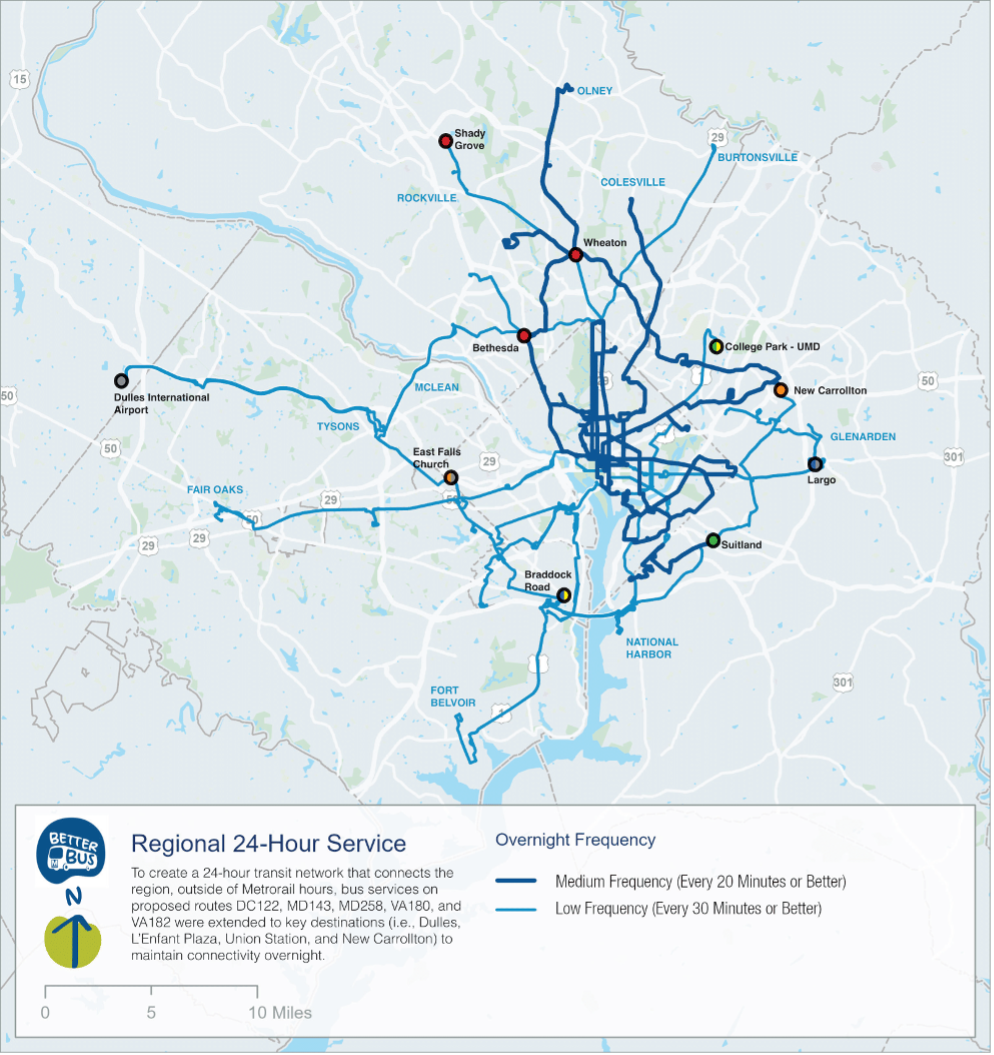 15
OLNEY
Shady
Grove
29
BURTONSVILLE
COLESVILLE
ROCKVILLE
Wheaton
Bethesda
College Park - UMD
29
Dulles International
Airport
MCLEAN
New Carrollton
50
50
TYSONS
GLENARDEN
50
East Falls
Church
29
301
Largo
FAIR OAKS
29
50
50
29
29
Suitland
Braddock
Road
NATIONAL
HARBOR
301
FORT
BELVOIR
1
BETTER
BUS
N
Regional 24-Hour Service
To create a 24-hour transit network that connects the
region, outside of Metrorail hours, bus services on
proposed routes DC122, MD143, MD258, VA180, and
VA182 were extended to key destinations (i.e., Dulles,
L'Enfant Plaza, Union Station, and New Carrollton) to
maintain connectivity overnight.
0 5 10 Miles
Overnight Frequency
Medium Frequency (Every 20 Minutes or Better)
Low Frequency (Every 30 Minutes or Better)